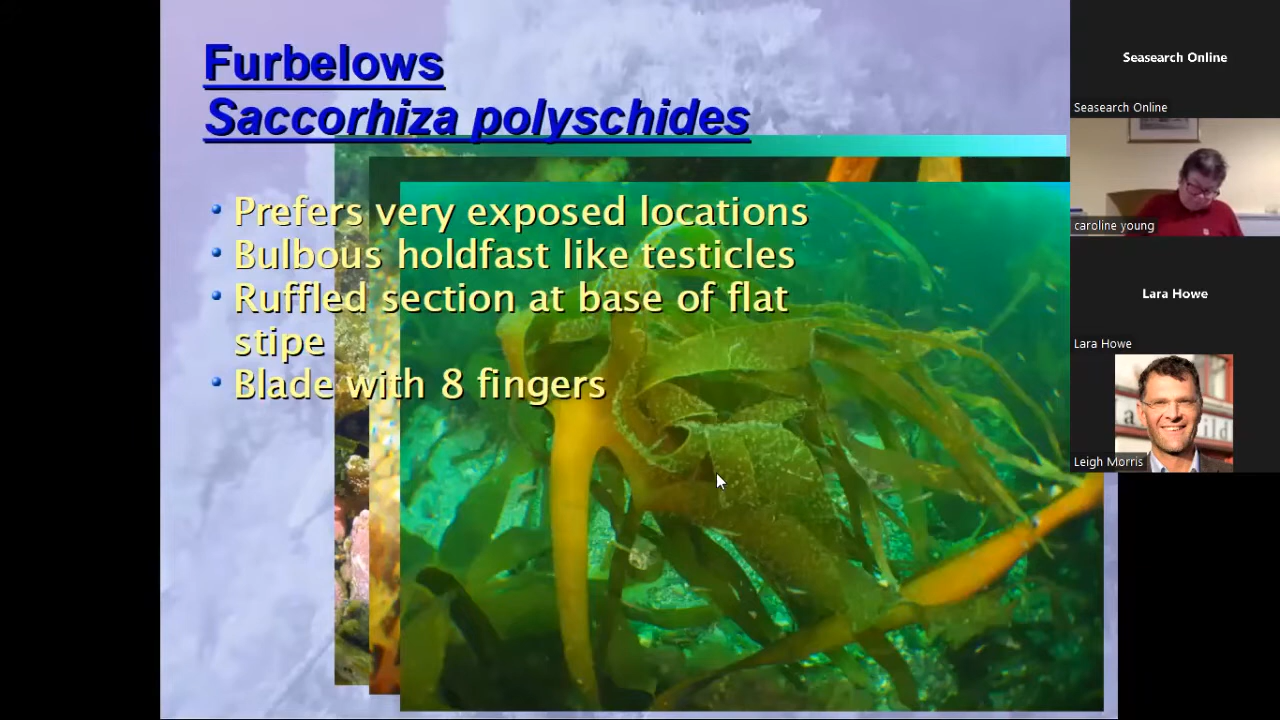 Furbelows
Saccorhiza polyschides
Prefers very exposed locations
Bulbous holdfast like testicles
Ruffled section at base of flat
stipe
Blade with 8 fingers
Seasearch Online
Seasearch Online
caroline young
Lara Howe
Lara Howe
Leigh Morris